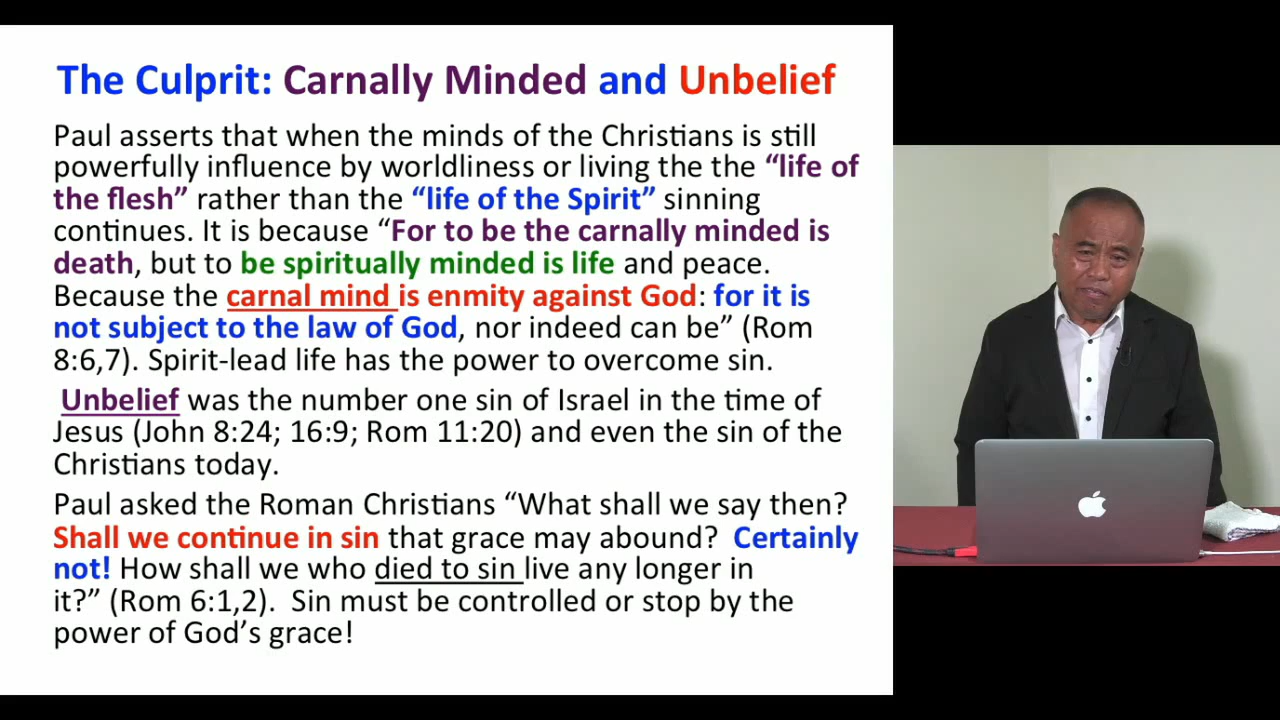 The Culprit: Carnally Minded and Unbelief
Paul asserts that when the minds of the Christians is still
powerfully influence by worldliness or living the the “life of
the flesh” rather than the “life of the Spirit” sinning
continues. It is because “For to be the carnally minded is
death, but to be spiritually minded is life and peace.
Because the carnal mind is enmity against God: for it is
not subject to the law of God, nor indeed can be” (Rom
8:6,7). Spirit-lead life has the power to overcome sin.
Unbelief was the number one sin of Israel in the time of
Jesus (John 8:24; 16:9; Rom 11:20) and even the sin of the
Christians today.
Paul asked the Roman Christians “What shall we say then?
Shall we continue in sin that grace may abound? Certainly
not! How shall we who died to sin live any longer in
it?” (Rom 6:1,2). Sin must be controlled or stop by the
power of God’s grace!